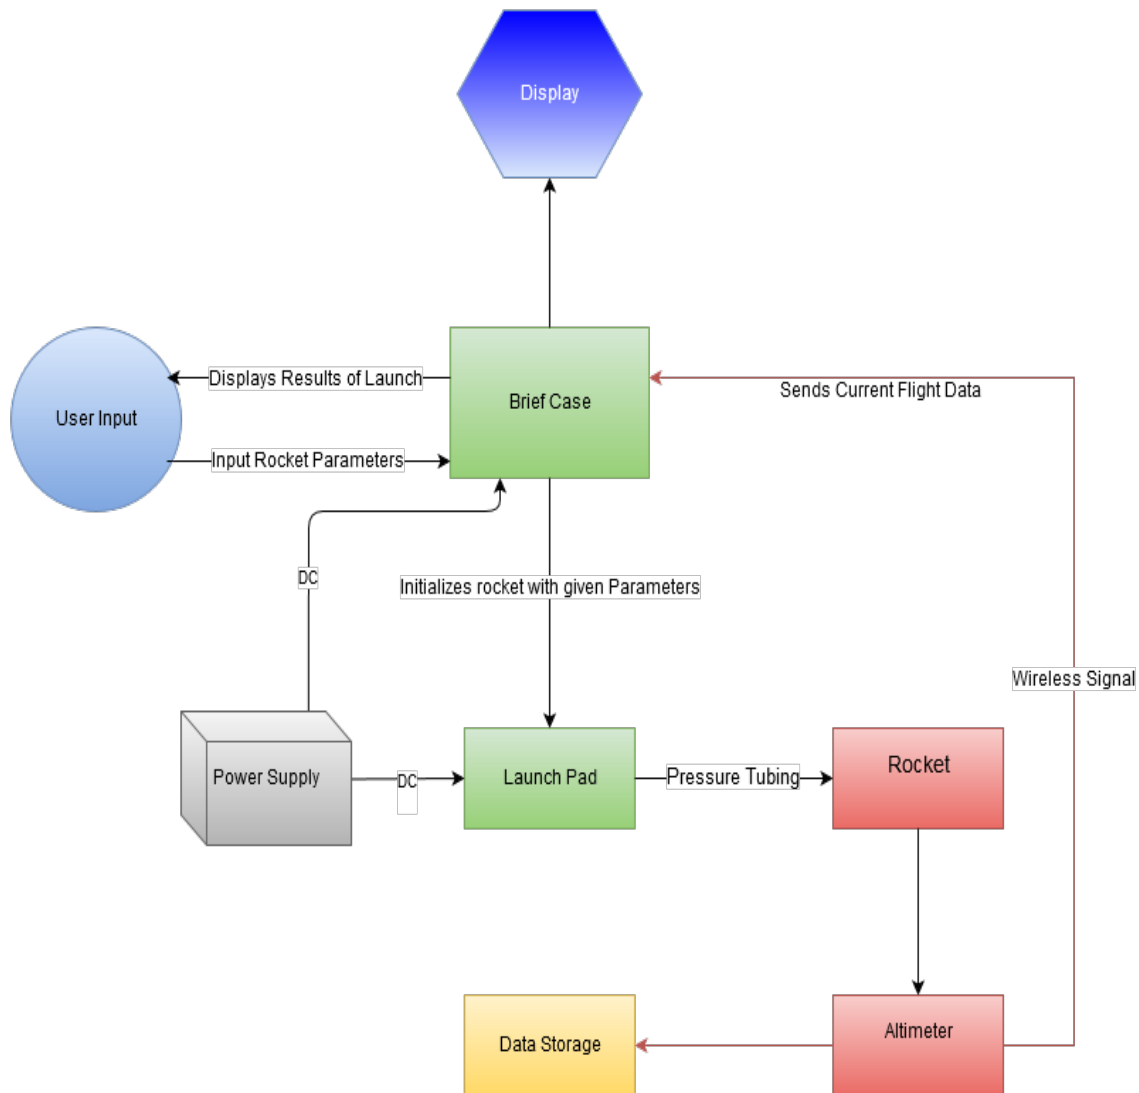 Display
Displays Results of Launch
User Input
Brief Case
Sends Current Flight Data
Input Rocket Parameters
DC
Initializes rocket with given Parameters
Wireless Signal
Power Supply
DC
Launch Pad
Pressure Tubing
Rocket
Data Storage
Altimeter